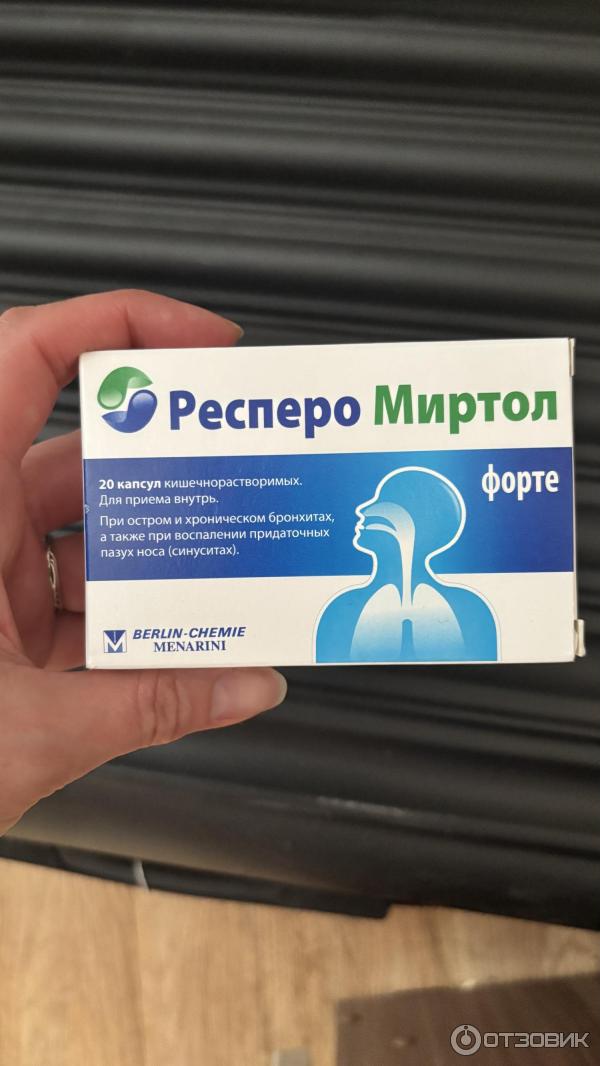 Респеро Миртол
форте
20 капсул кишечнорастворимых.
Для приема внутрь.
При остром и хроническом бронхитах,
а также при воспалении придаточных
пазух носа (синуситах).
BERLIN-CHEMIE
MENARINI
ОТЗОВИК